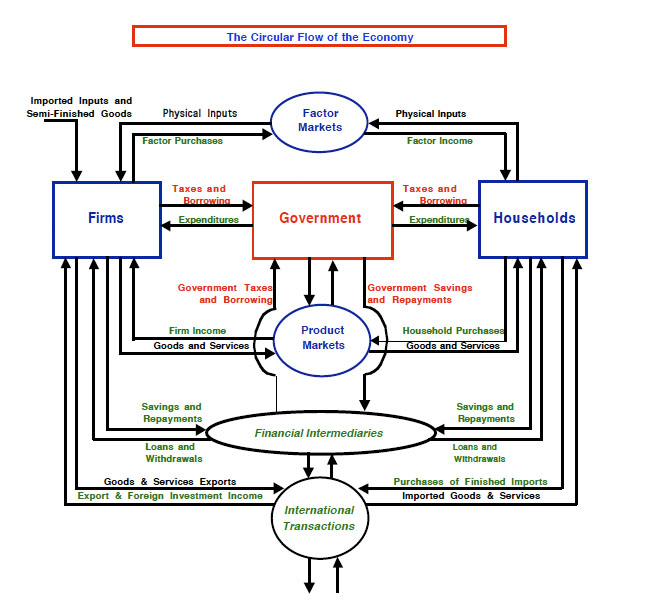 The Circular Flow of the Economy
Imported Inputs and
Semi-Finished Goods
Physical Inputs
Factor
Markets
Physical Inputs
Factor Purchases
Factor Income
Firms
Taxes and
Borrowing
Expenditures
Government
Taxes and
Borrowing
Expenditures
Households
Government Taxes
and Borrowing
Government Savings
and Repayments
Firm Income
Goods and Services
Product
Markets
Household Purchases
Goods and Services
Savings and
Repayments
Loans and
Withdrawals
Financial Intermediaries
Savings and
Repayments
Loans and
Withdrawals
Goods & Services Exports
Export & Foreign Investment Income
International
Transactions
Purchases of Finished Imports
Imported Goods & Services